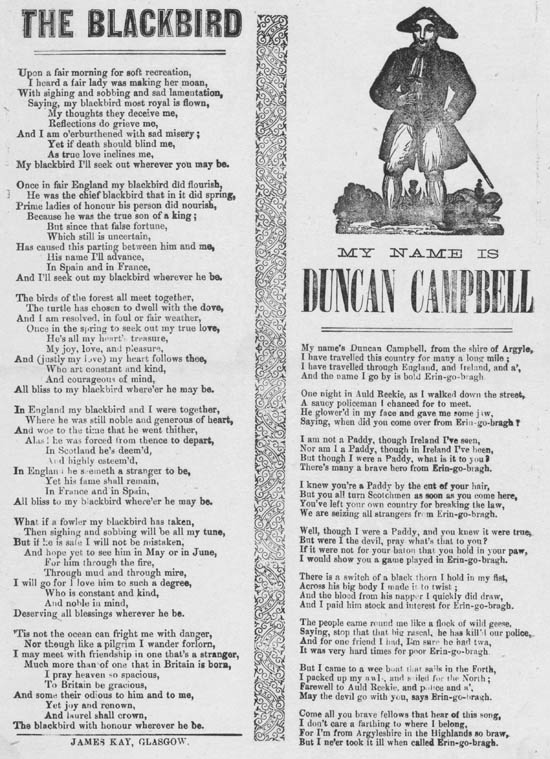 THE BLACKBIRD
Upon a fair morning for soft recreation,
I heard a fair lady was making her moan,
With sighing and sobbing and sad lamentation,
Saying, my blackbird most royal is flown,
My thoughts they deceive me,
Reflections do grieve me,
And I am o'erburthened with sad misery;
Yet if death should blind me,
As true love inclines me,
My blackbird I'll seek out wherever you may be.
Once in fair England my blackbird did flourish,
He was the chief blackbird that in it did spring,
Prime ladies of honour his person did nourish,
Because he was the true son of a king;
But since that false fortune,
Which still is uncertain,
Has caused this parting between him and me,
His name I'll advance,
In Spain and in France,
And I'll seek out my blackbird wherever he be.
The birds of the forest all meet together,
The turtle has chosen to dwell with the dove,
And I am resolved, in foul or fair weather,
Once in the spring to seek out my true love,
He's all my heart's treasure,
My joy, love, and pleasure,
And (justly my love) my heart follows thee,
Who art constant and kind,
And courageous of mind,
All bliss to my blackbird where'er he may be.
In England my blackbird and I were together,
Where he was still noble and generous of heart,
And woe to the time that he went thither,
Alas! he was forced from thence to depart,
In Scotland he's deem'd,
And highly esteem'd,
In England he seemeth a stranger to be,
Yet his fame shall remain,
In France and in Spain,
All bliss to my blackbird where'er he may be.
What if a fowler my blackbird has taken,
Then sighing and sobbing will be all my tune,
But if he is safe I will not be mistaken,
And hope yet to see him in May or in June,
For him through the fire,
Through mud and through mire,
I will go for I love him to such a degree,
Who is constant and kind,
And noble in mind,
Deserving all blessings wherever he be.
'Tis not the ocean can fright me with danger,
Nor though like a pilgrim I wander forlorn,
I may meet with friendship in one that's a stranger,
Much more than of one that in Britain is born,
I pray heaven so spacious,
To Britain be gracious,
And some their odious to him and to me,
Yet joy and renown,
And laurel shall crown,
The blackbird with honour wherever he be.
JAMES KAY, GLASGOW.
MY NAME IS
DUNCAN CAMPBELL
My name's Duncan Campbell, from the shire of Argyle,
I have travelled this country for many a long mile;
I have travelled through England, and Ireland, and a',
And the name I go by is bold Erin-go-bragh.
One night in Auld Reekie, as I walked down the street,
A saucy policeman I chanced for to meet.
He glower'd in my face and gave me some jaw,
Saying, when did you come over from Erin-go-bragh?
I am not a Paddy, though Ireland I've seen,
Nor am I a Paddy, though in Ireland I've been,
But though I were a Paddy, what is it to you?
There's many a brave hero from Erin-go-bragh.
I knew you're a Paddy by the cut of your hair,
But you all turn Scotchmen as soon as you come here,
You've left your own country for breaking the law,
We are seizing all strangers from Erin-go-bragh.
Well, though I were a Paddy, and you knew it were true,
But were I the devil, pray what's that to you?
If it were not for your baton that you hold in your paw,
I would show you a game played in Erin-go-bragh.
There is a switch of a black thorn I hold in my fist,
Across his big body I made it to twist;
And the blood from his napper I quickly did draw,
And I paid him stock and interest for Erin-go-bragh.
The people came round me like a flock of wild geese,
Saying, stop that that big rascal, he has kill'd our police,
And for one friend I had, I'm sure he had twa,
It was very hard times for poor Erin-go-bragh.
But I came to a wee boat that sails in the Forth,
I packed up my awls, and sailed for the North;
Farewell to Auld Reekie, and police and a',
May the devil go with you, says Erin-go-bragh.
Come all you brave fellows that hear of this song,
I don't care a farthing to where I belong,
For I'm from Argyleshire in the Highlands so braw,
But I ne'er took it ill when called Erin-go-bragh.